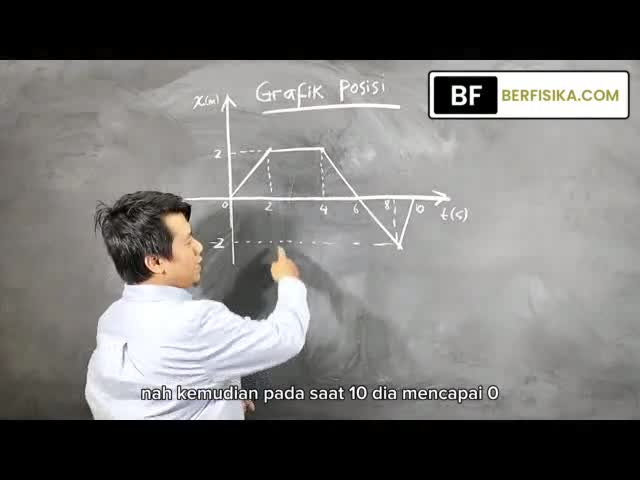 Grafik Posisi
BF BERFISIKA.COM
x(m)
2
0 2 4 6 8 10
t(s)
-2
nah kemudian pada saat 10 dia mencapai 0